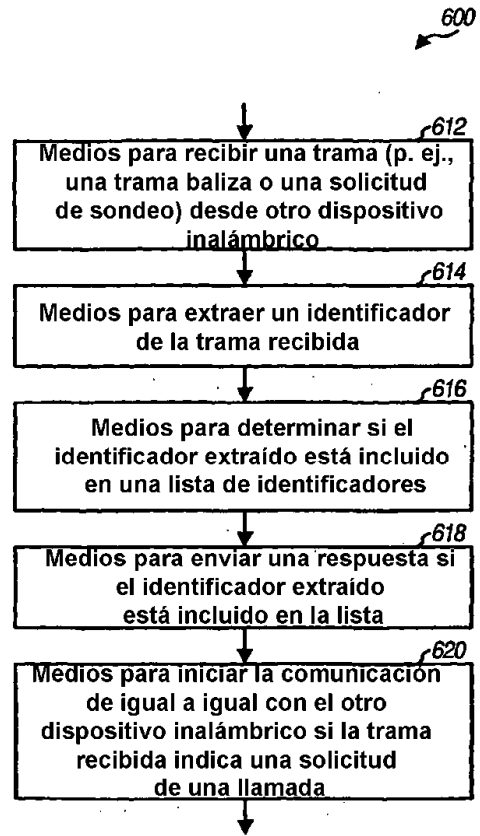 600
612
Medios para recibir una trama (p. ej.,
una trama baliza o una solicitud
de sondeo) desde otro dispositivo
inalámbrico
614
Medios para extraer un identificador
de la trama recibida
616
Medios para determinar si el
identificador extraído está incluido
en una lista de identificadores
618
Medios para enviar una respuesta si
el identificador extraído
está incluido en la lista
620
Medios para iniciar la comunicación
de igual a igual con el otro
dispositivo inalámbrico si la trama
recibida indica una solicitud
de una llamada